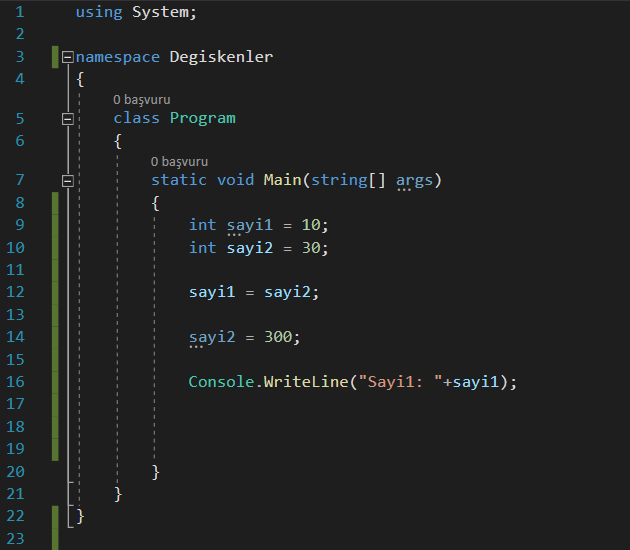 1 using System;
2
3 namespace Degiskenler
4 {
0 başvuru
5 class Program
6 {
0 başvuru
7 static void Main(string[] args)
8 {
9 int sayi1 = 10;
10 int sayi2 = 30;
11
12 sayi1 = sayi2;
13
14 sayi2 = 300;
15
16 Console.WriteLine("Sayi1: "+sayi1);
17
18
19
20 }
21 }
22 }
23